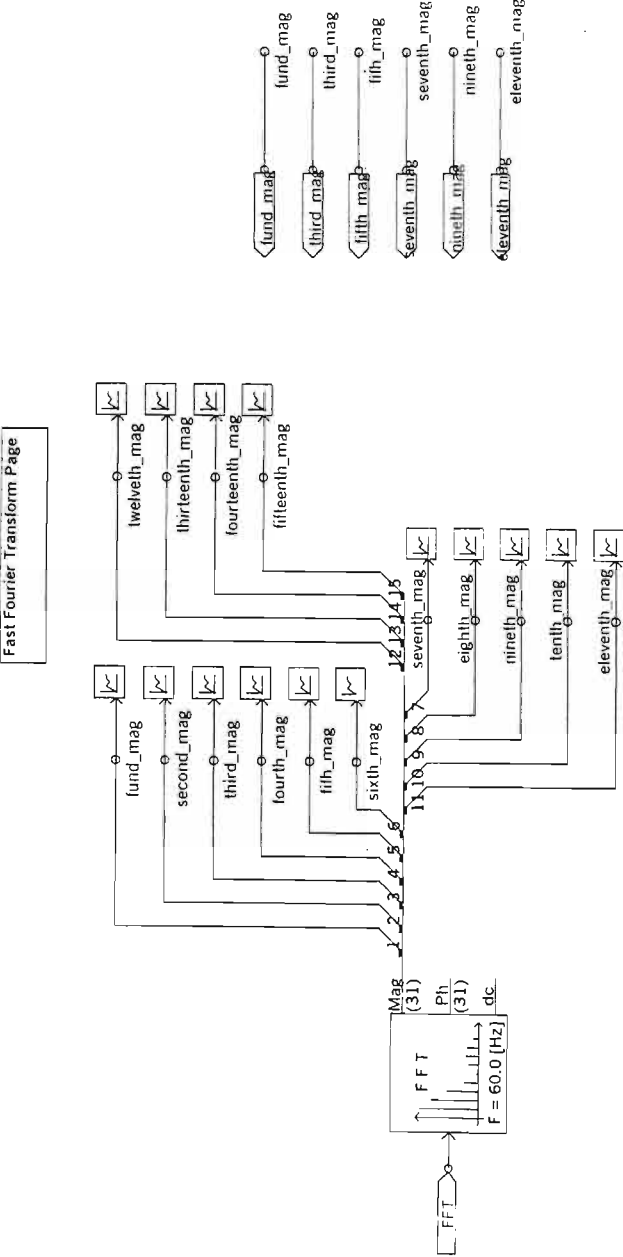 Fast Fourier Transform Page
fund_mag
second_mag
third_mag
fourth_mag
fifth_mag
sixth_mag
twelveth_mag
thirteenth_mag
fourteenth_mag
fifteenth_mag
1 2 3 4 5 6 12 13 14 15
11 10 9 8 7
seventh_mag
eighth_mag
nineth_mag
tenth_mag
eleventh_mag
FFT
F F T
F = 60.0 [Hz]
Mag
(31)
Ph
(31)
dc
fund_mag fund_mag
third_mag third_mag
fifth_mag fifth_mag
seventh_mag seventh_mag
nineth_mag nineth_mag
eleventh_mag eleventh_mag